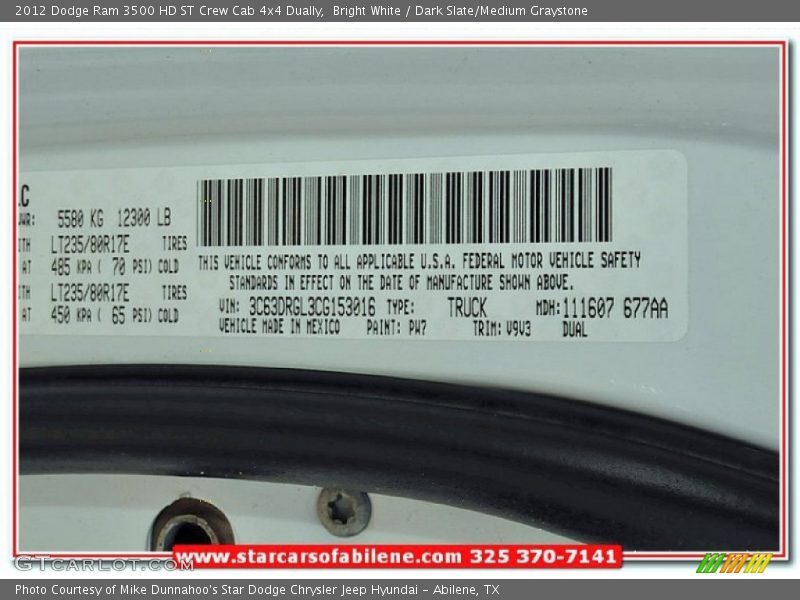 2012 Dodge Ram 3500 HD ST Crew Cab 4x4 Dually,  Bright White / Dark Slate/Medium Graystone
5580 KG  12300 LB
LT235/80R17E  TIRES
AT  485 KPA ( 70 PSI) COLD
LT235/80R17E  TIRES
AT  450 KPA ( 65 PSI) COLD
THIS VEHICLE CONFORMS TO ALL APPLICABLE U.S.A. FEDERAL MOTOR VEHICLE SAFETY
STANDARDS IN EFFECT ON THE DATE OF MANUFACTURE SHOWN ABOVE.
VIN: 3C63DRGL3CG153016 TYPE: TRUCK MDH:111607 677AA
VEHICLE MADE IN MEXICO PAINT: PW7 TRIM: V9V3 DUAL
www.starcarsofabilene.com 325 370-7141
GTCARLOT.COM
Photo Courtesy of Mike Dunnahoo's Star Dodge Chrysler Jeep Hyundai – Abilene, TX